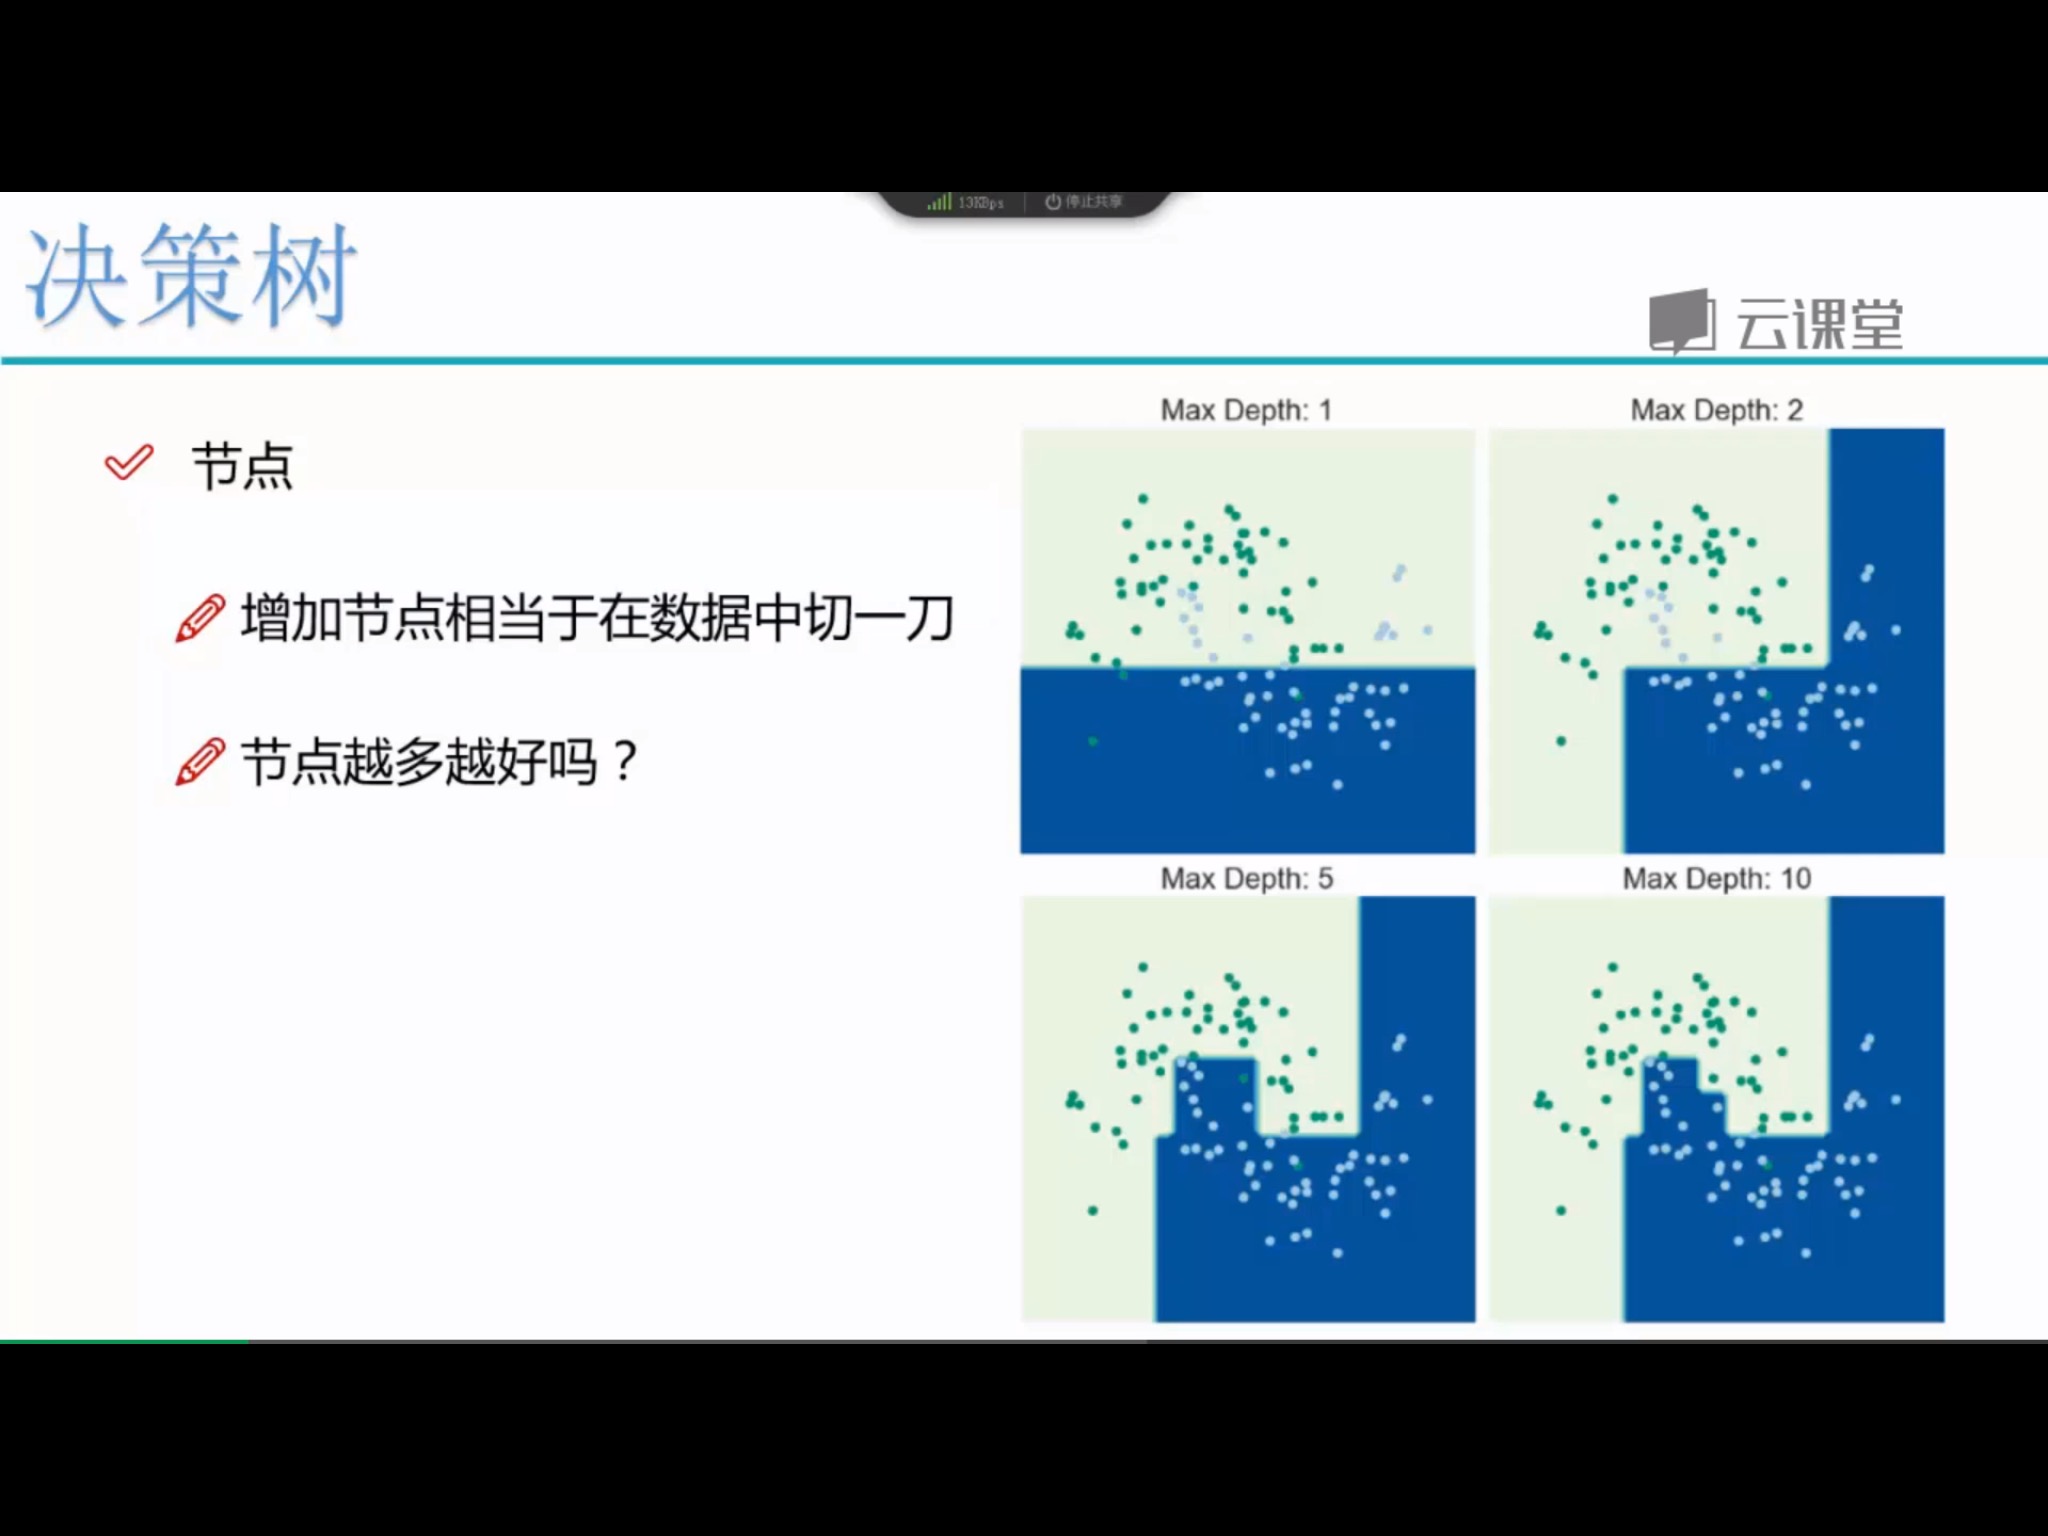 13KBps 停止共享
决策树
云课堂
节点
增加节点相当于在数据中切一刀
节点越多越好吗？
Max Depth: 1
Max Depth: 2
Max Depth: 5
Max Depth: 10